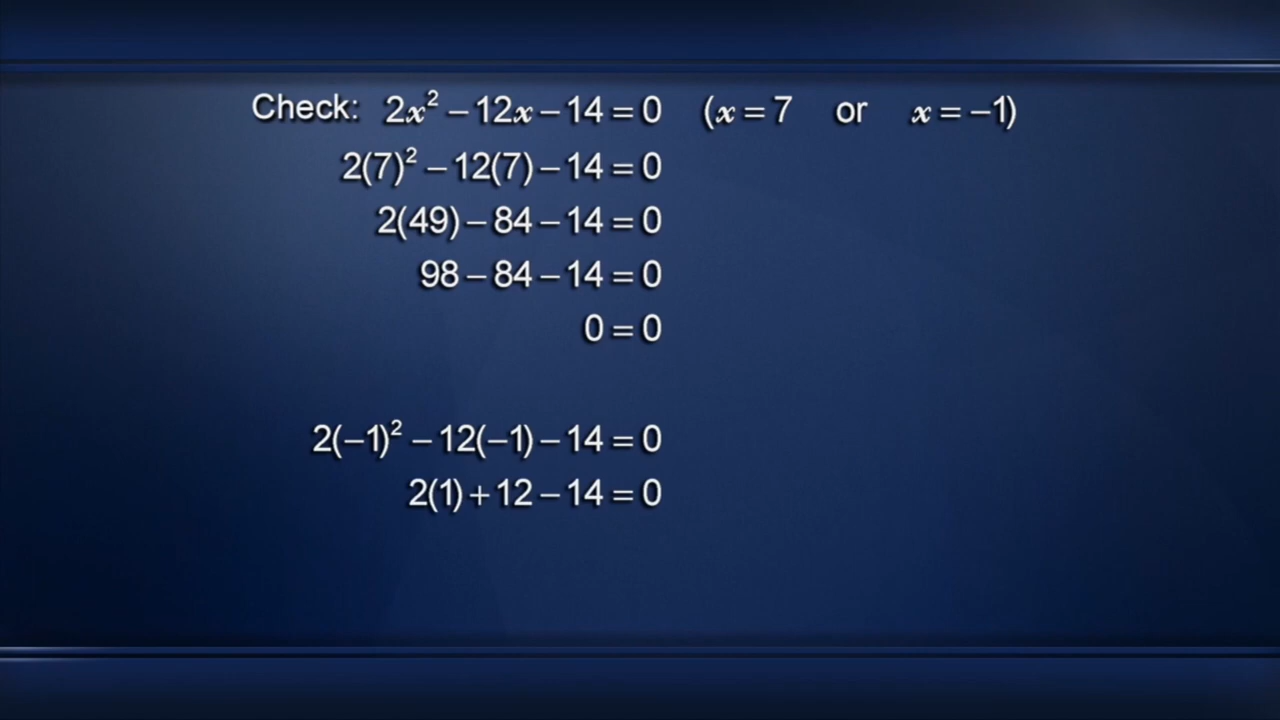 Check: 2x² − 12x − 14 = 0 (x = 7 or x = −1)
2(7)² − 12(7) − 14 = 0
2(49) − 84 − 14 = 0
98 − 84 − 14 = 0
0 = 0
2(−1)² − 12(−1) − 14 = 0
2(1) + 12 − 14 = 0